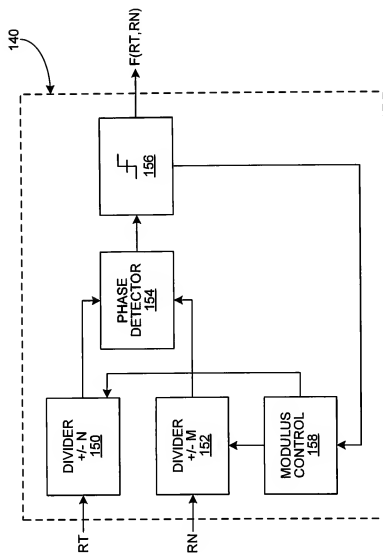 140
F(RT,RN)
156
PHASE
DETECTOR
154
DIVIDER
+/- N
150
DIVIDER
+/- M
152
MODULUS
CONTROL
158
RT
RN